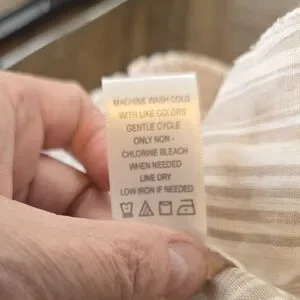 MACHINE WASH COLD
WITH LIKE COLORS
GENTLE CYCLE
ONLY NON -
CHLORINE BLEACH
WHEN NEEDED
LINE DRY
LOW IRON IF NEEDED